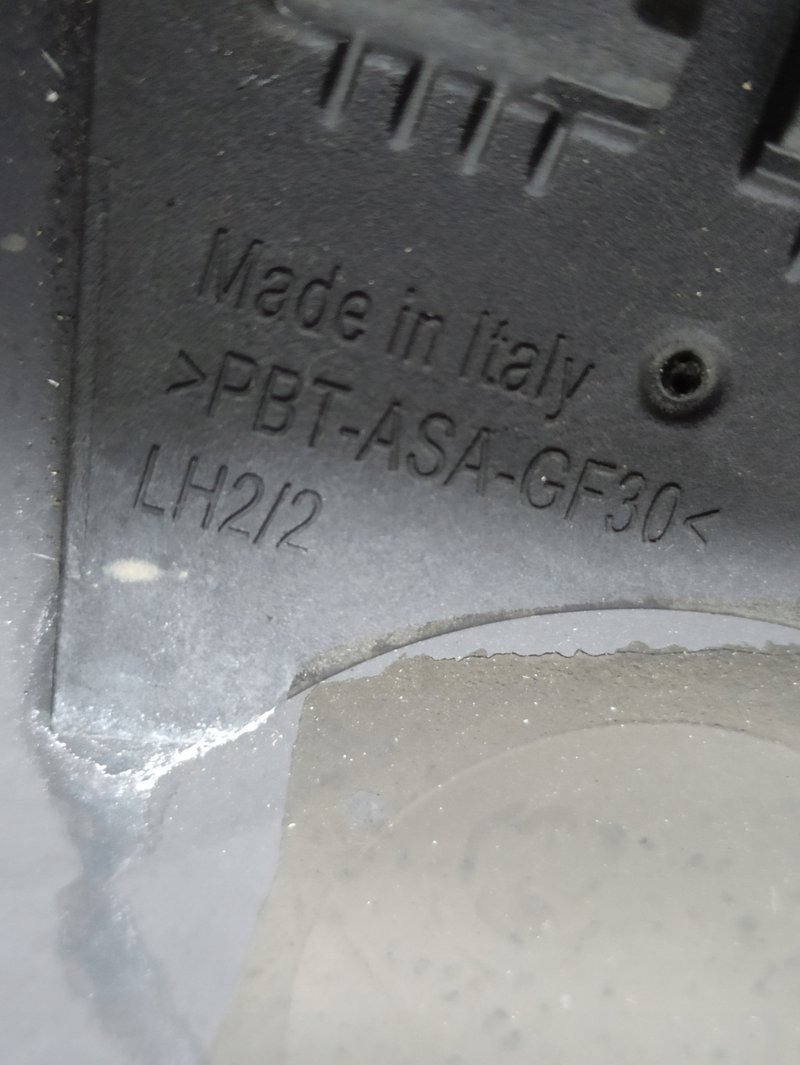 Made in Italy
>PBT-ASA-GF30<
LH2/2